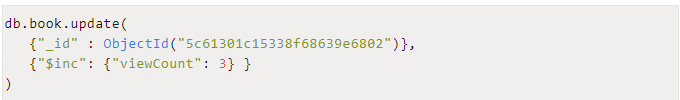 db.book.update(
{"_id" : ObjectId("5c61301c15338f68639e6802")},
{"$inc": {"viewCount": 3} }
)